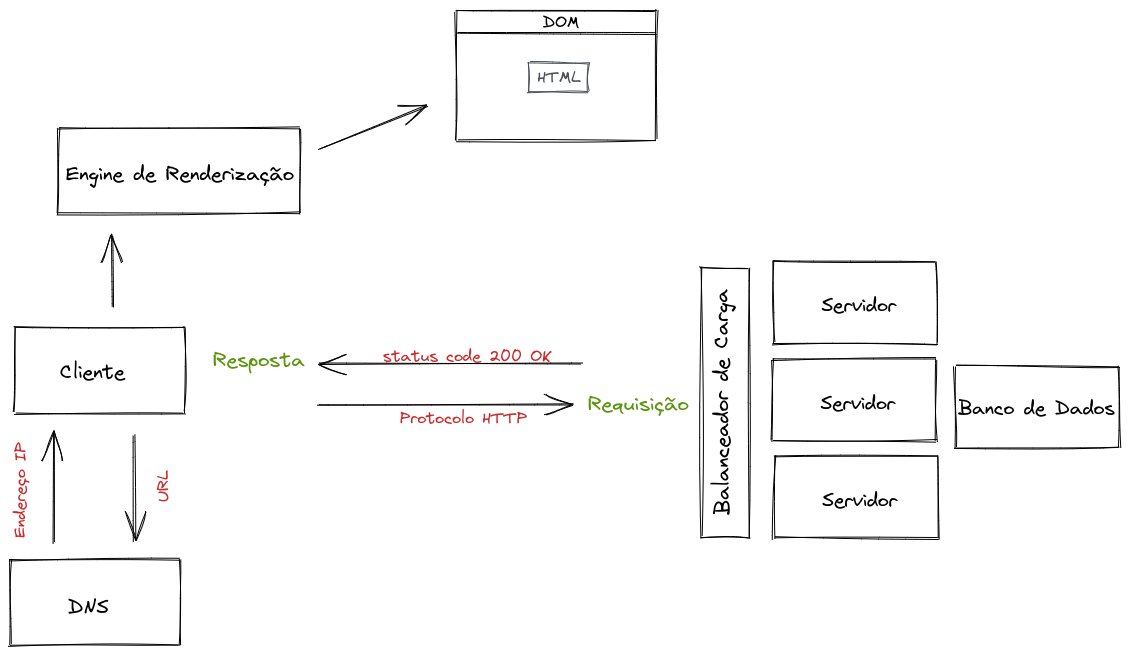 DOM
HTML
Engine de Renderização
Cliente
Resposta
status code 200 OK
Protocolo HTTP
Requisição
Balanceador de Carga
Servidor
Servidor
Servidor
Banco de Dados
Endereço IP
URL
DNS